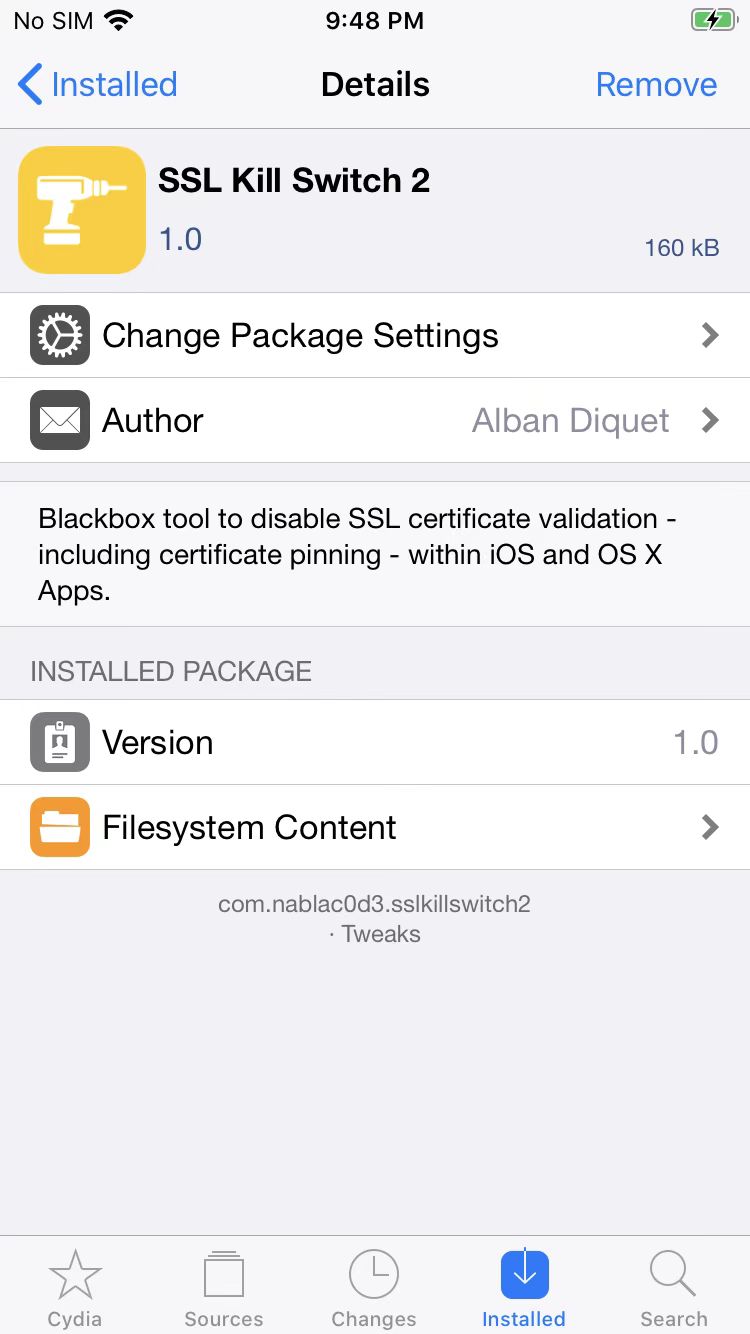 No SIM 9:48 PM
Installed Details Remove
SSL Kill Switch 2
1.0
160 kB
Change Package Settings
Author Alban Diquet
Blackbox tool to disable SSL certificate validation -
including certificate pinning - within iOS and OS X
Apps.
INSTALLED PACKAGE
Version 1.0
Filesystem Content
com.nablac0d3.sslkillswitch2
· Tweaks
Cydia Sources Changes Installed Search